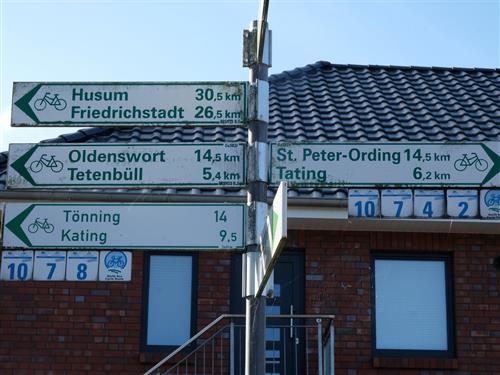 Husum 30,5 km
Friedrichstadt 26,5 km
Oldenswort 14,5 km
Tetenbüll 5,4 km
St. Peter-Ording 14,5 km
Tating 6,2 km
Tönning 14
Kating 9,5
10 7 4 2
10 7 8